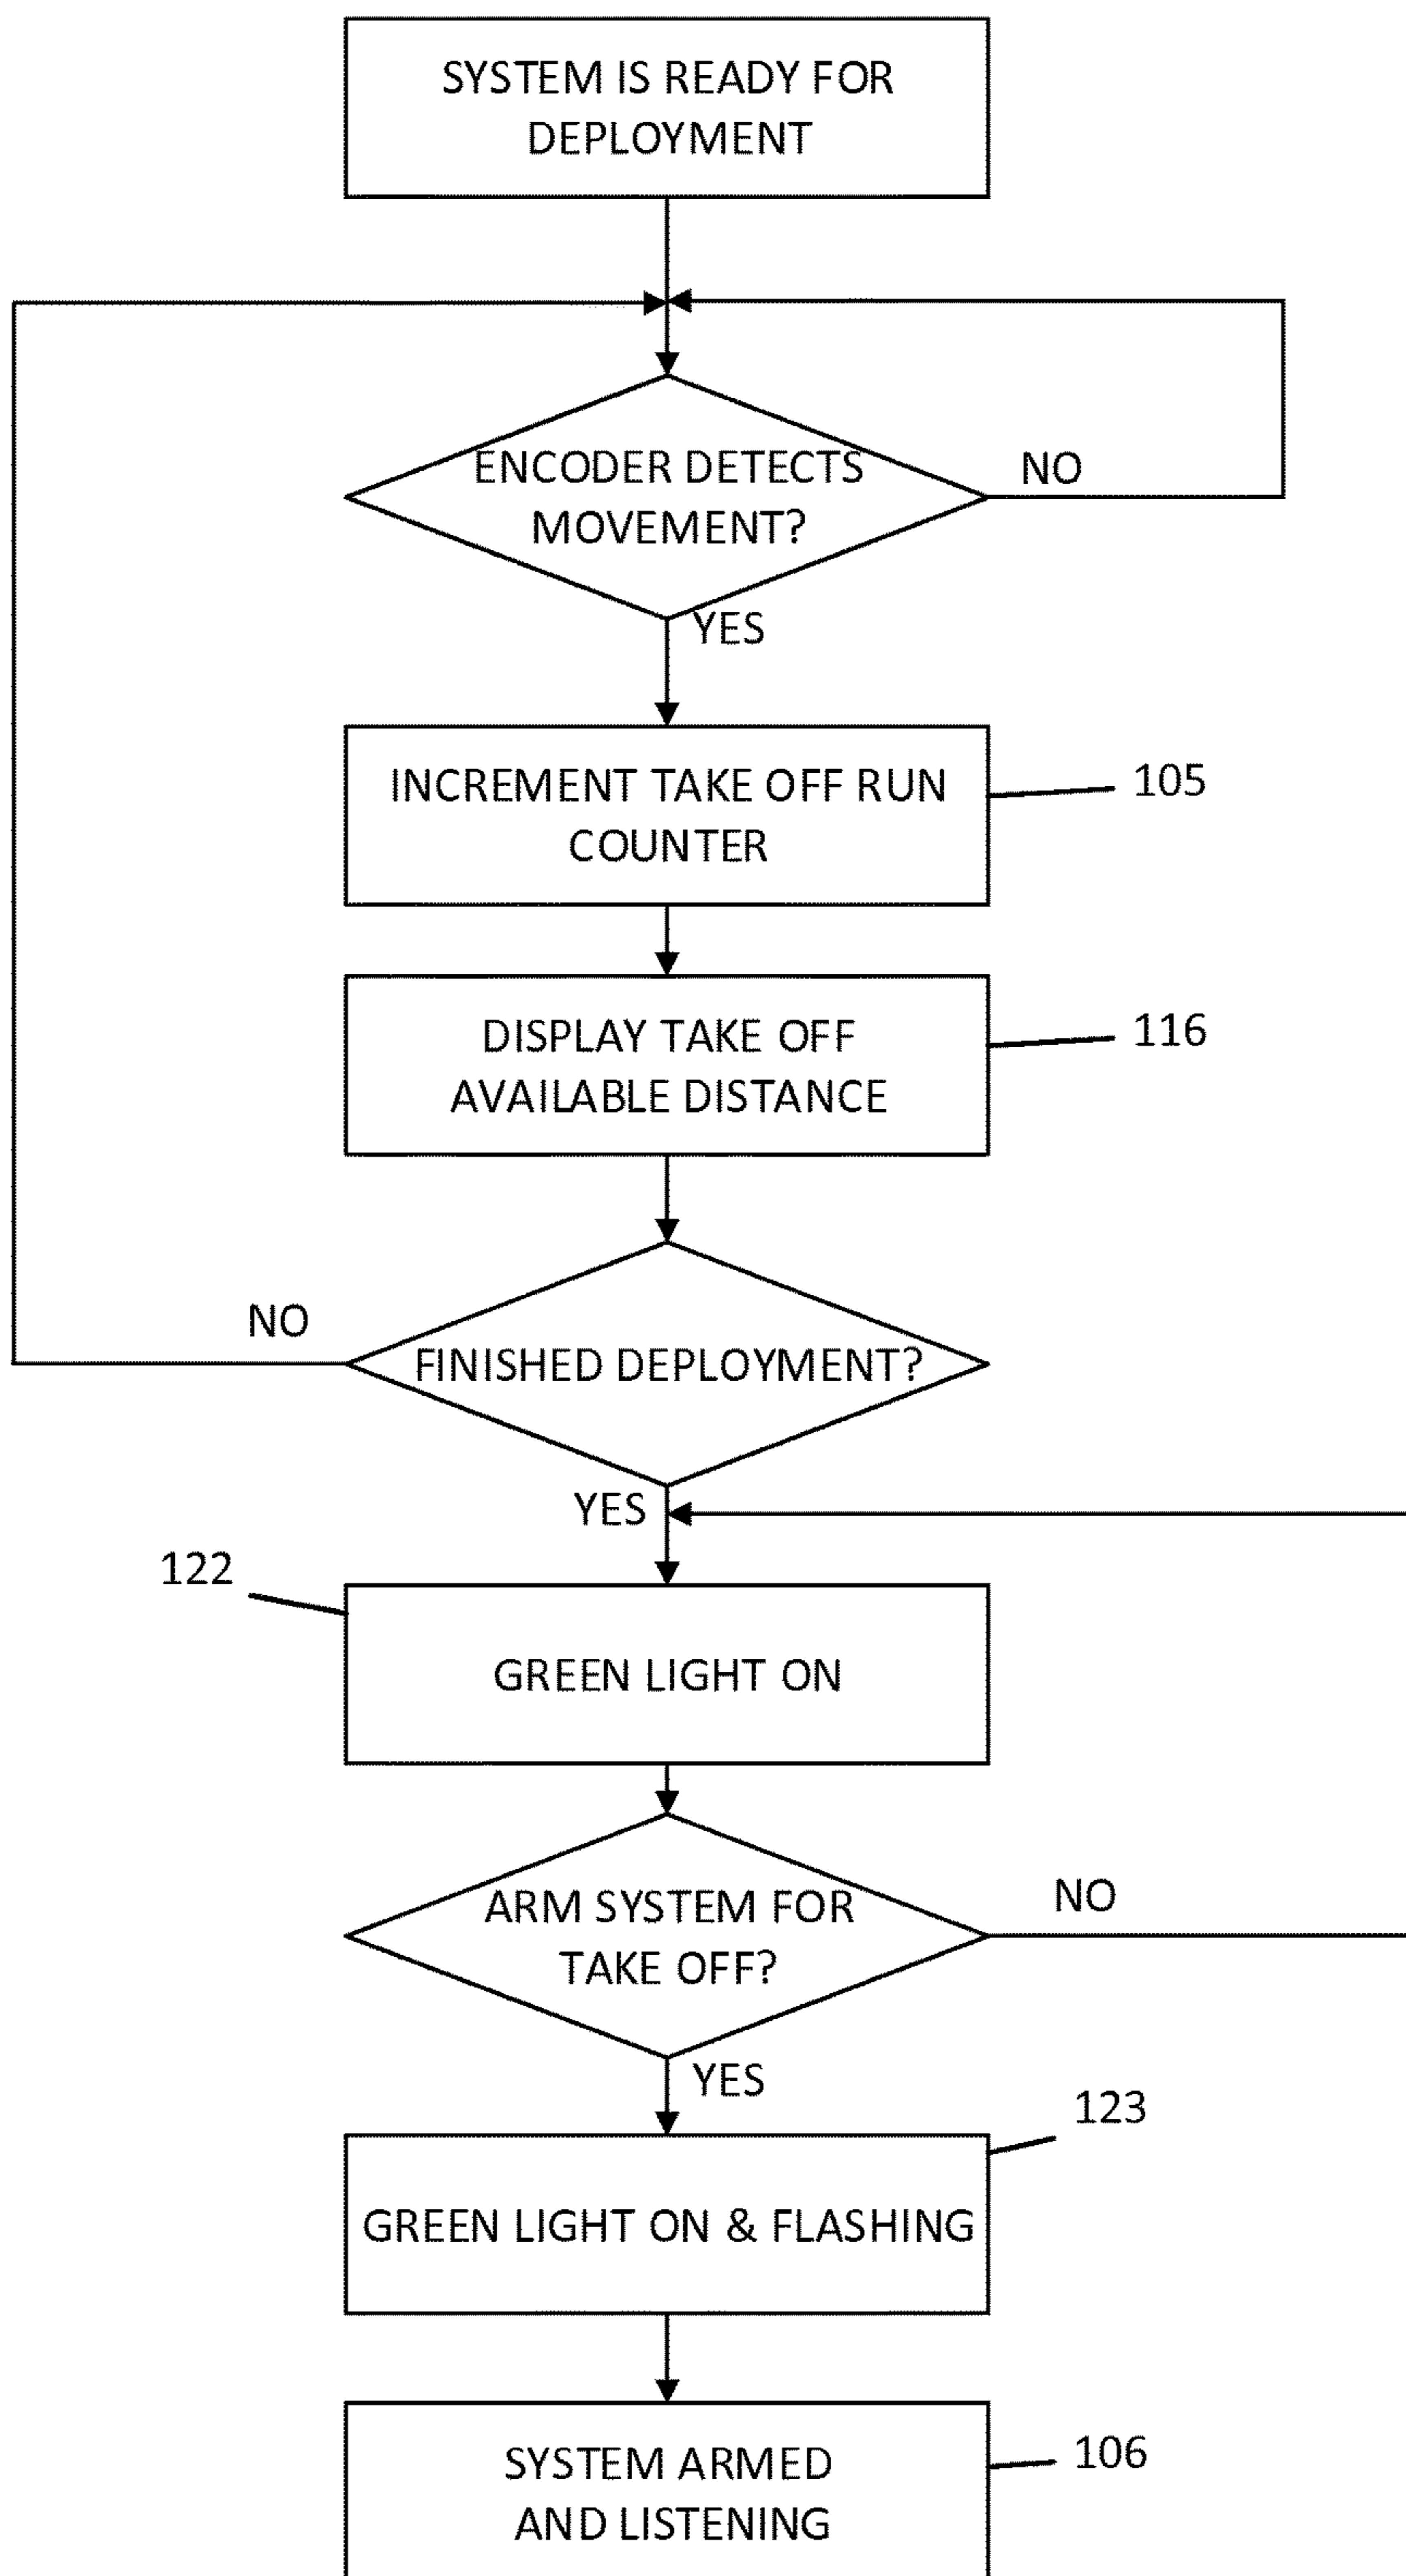 SYSTEM IS READY FOR
DEPLOYMENT
ENCODER DETECTS
MOVEMENT?
NO
YES
INCREMENT TAKE OFF RUN
COUNTER
105
DISPLAY TAKE OFF
AVAILABLE DISTANCE
116
NO
FINISHED DEPLOYMENT?
YES
122
GREEN LIGHT ON
ARM SYSTEM FOR
TAKE OFF?
NO
YES
123
GREEN LIGHT ON & FLASHING
SYSTEM ARMED
AND LISTENING
106